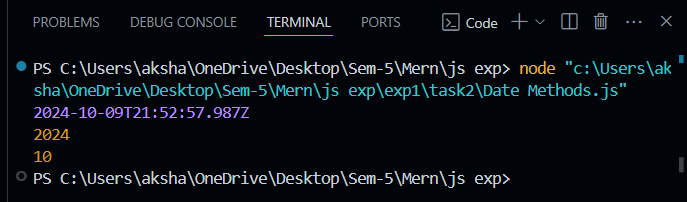 PROBLEMS DEBUG CONSOLE TERMINAL PORTS Code
PS C:\Users\aksha\OneDrive\Desktop\Sem-5\Mern\js exp> node "c:\Users\ak
sha\OneDrive\Desktop\Sem-5\Mern\js exp\exp1\task2\Date Methods.js"
2024-10-09T21:52:57.987Z
2024
10
PS C:\Users\aksha\OneDrive\Desktop\Sem-5\Mern\js exp>